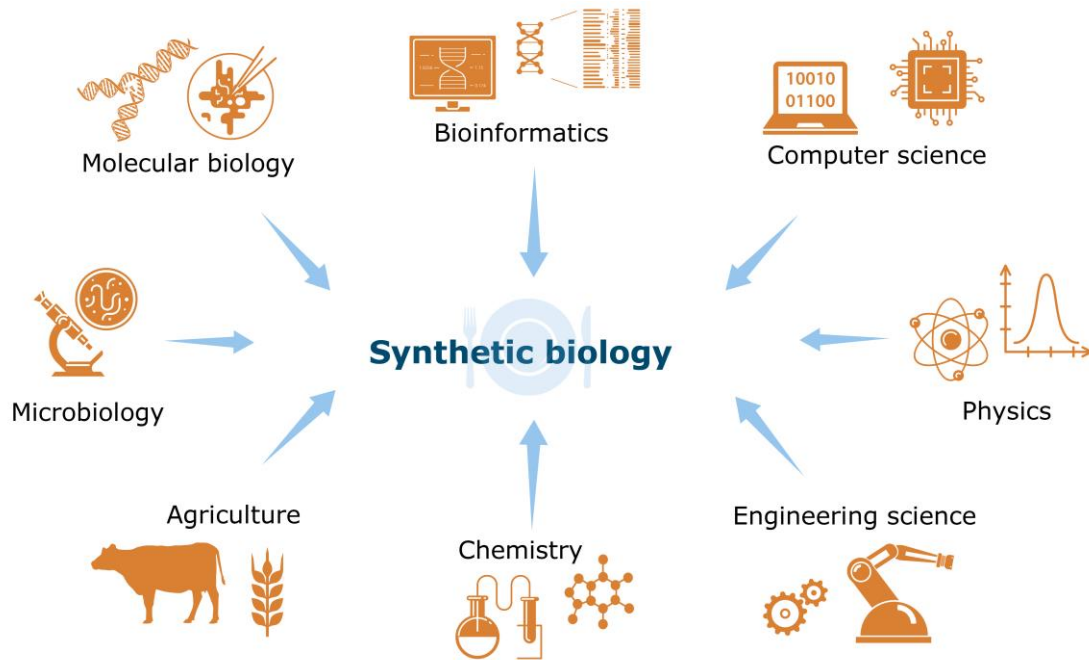 Molecular biology
Bioinformatics
10010
01100
Computer science
Microbiology
Synthetic biology
Physics
Agriculture
Chemistry
Engineering science